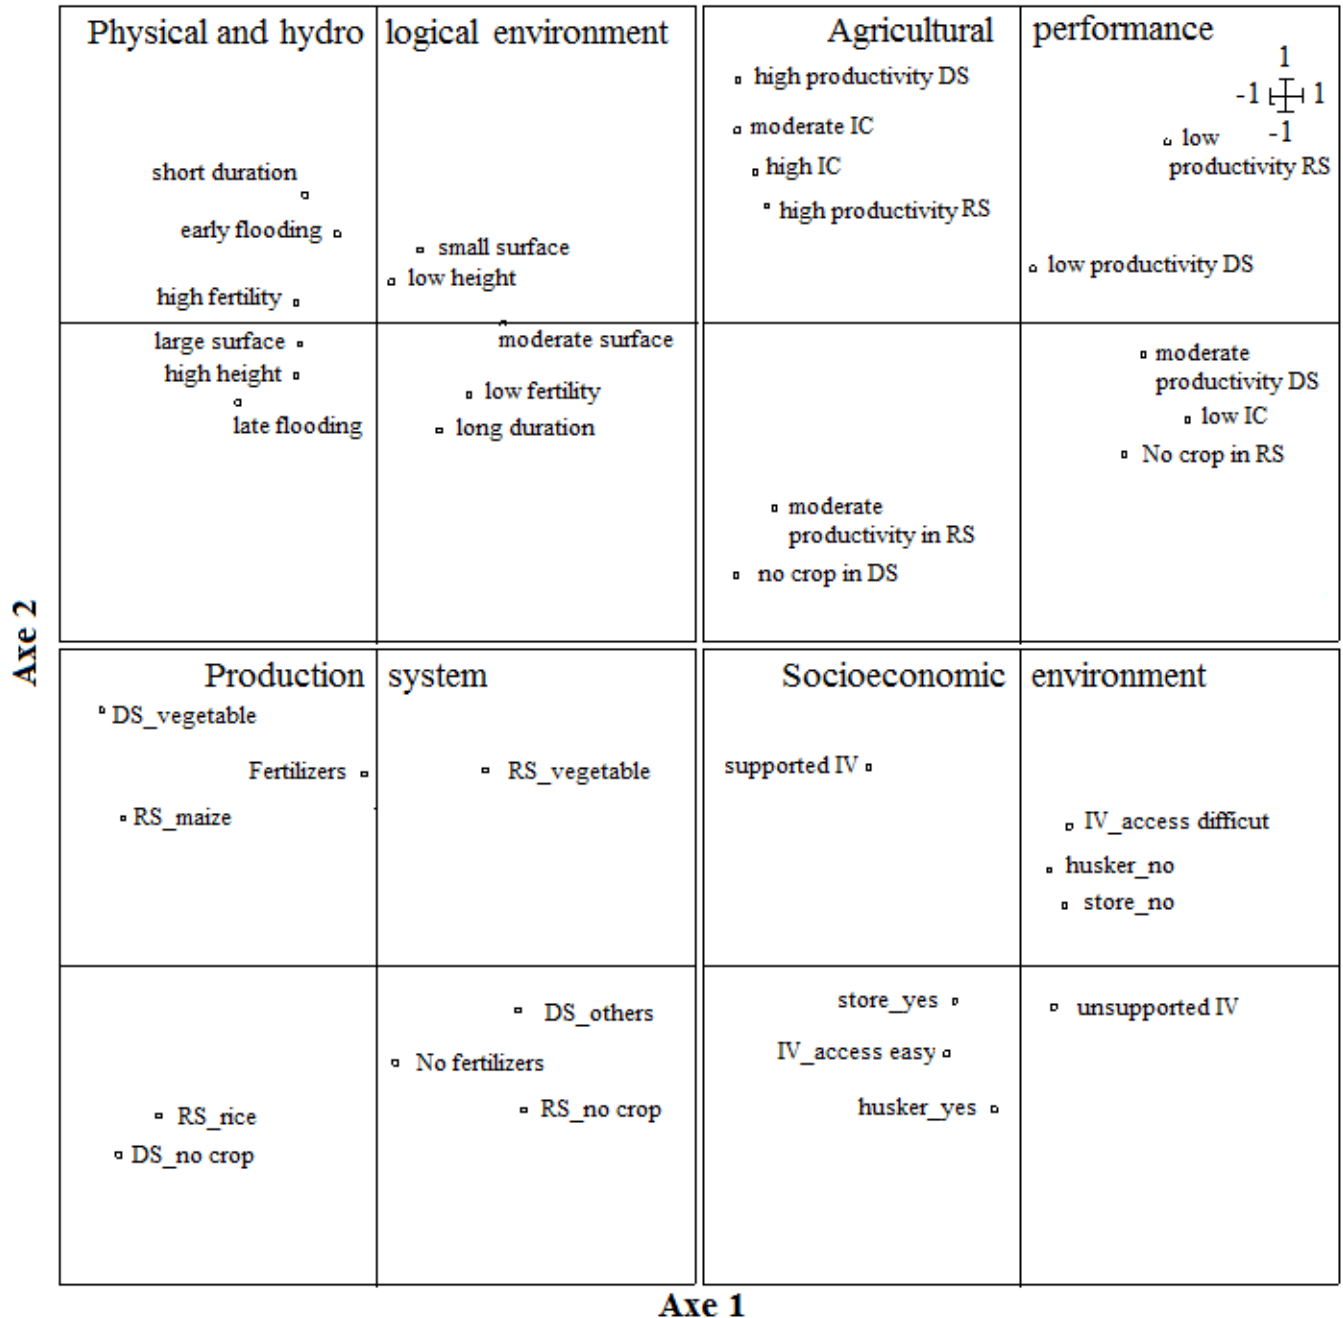 Physical and hydro logical environment
short duration
early flooding
small surface
low height
high fertility
large surface
moderate surface
high height
low fertility
late flooding
long duration
Agricultural performance
high productivity DS
1
-1 1
-1
moderate IC
low
productivity RS
high IC
high productivity RS
low productivity DS
moderate
productivity DS
low IC
No crop in RS
moderate
productivity in RS
no crop in DS
Axe 2
Production system
DS_vegetable
Fertilizers
RS_vegetable
RS_maize
DS_others
No fertilizers
RS_rice
RS_no crop
DS_no crop
Socioeconomic environment
supported IV
IV_access difficut
husker_no
store_no
store_yes
unsupported IV
IV_access easy
husker_yes
Axe 1